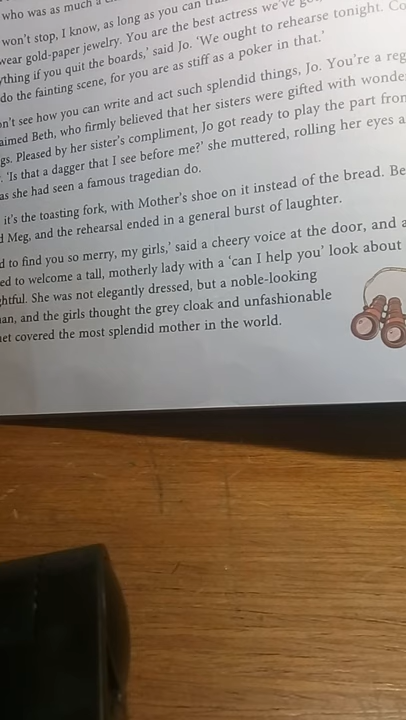 who was as much a
won't stop, I know, as long as you can
wear gold-paper jewelry. You are the best actress we've got,
ything if you quit the boards,' said Jo. 'We ought to rehearse tonight. Co
do the fainting scene, for you are as stiff as a poker in that.'
n't see how you can write and act such splendid things, Jo. You're a reg
aimed Beth, who firmly believed that her sisters were gifted with wonde
gs. Pleased by her sister's compliment, Jo got ready to play the part from
'Is that a dagger that I see before me?' she muttered, rolling her eyes a
as she had seen a famous tragedian do.
it's the toasting fork, with Mother's shoe on it instead of the bread. Be
d Meg, and the rehearsal ended in a general burst of laughter.
d to find you so merry, my girls,' said a cheery voice at the door, and a
ed to welcome a tall, motherly lady with a 'can I help you' look about
ghtful. She was not elegantly dressed, but a noble-looking
an, and the girls thought the grey cloak and unfashionable
net covered the most splendid mother in the world.